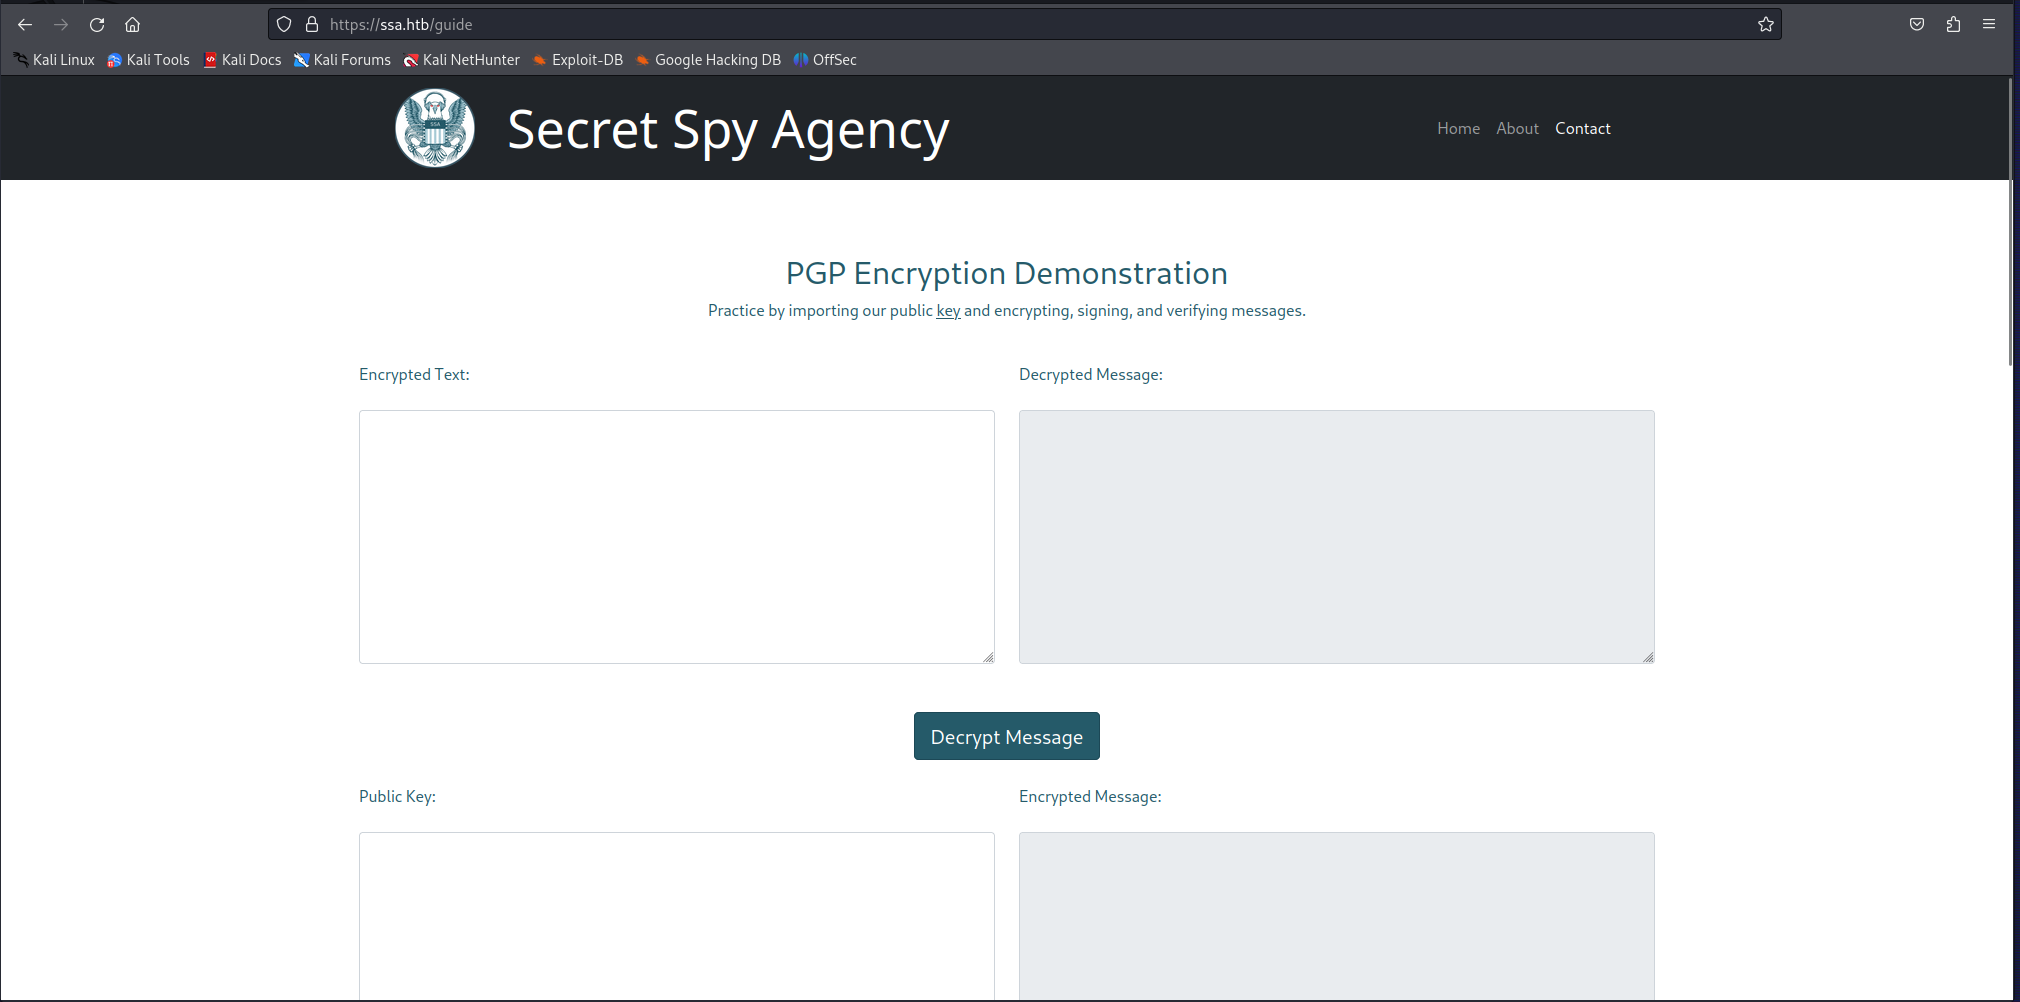 https://ssa.htb/guide
Kali Linux Kali Tools Kali Docs Kali Forums Kali NetHunter Exploit-DB Google Hacking DB OffSec
SSA
Secret Spy Agency
Home About Contact
PGP Encryption Demonstration
Practice by importing our public key and encrypting, signing, and verifying messages.
Encrypted Text: Decrypted Message:
Decrypt Message
Public Key: Encrypted Message: